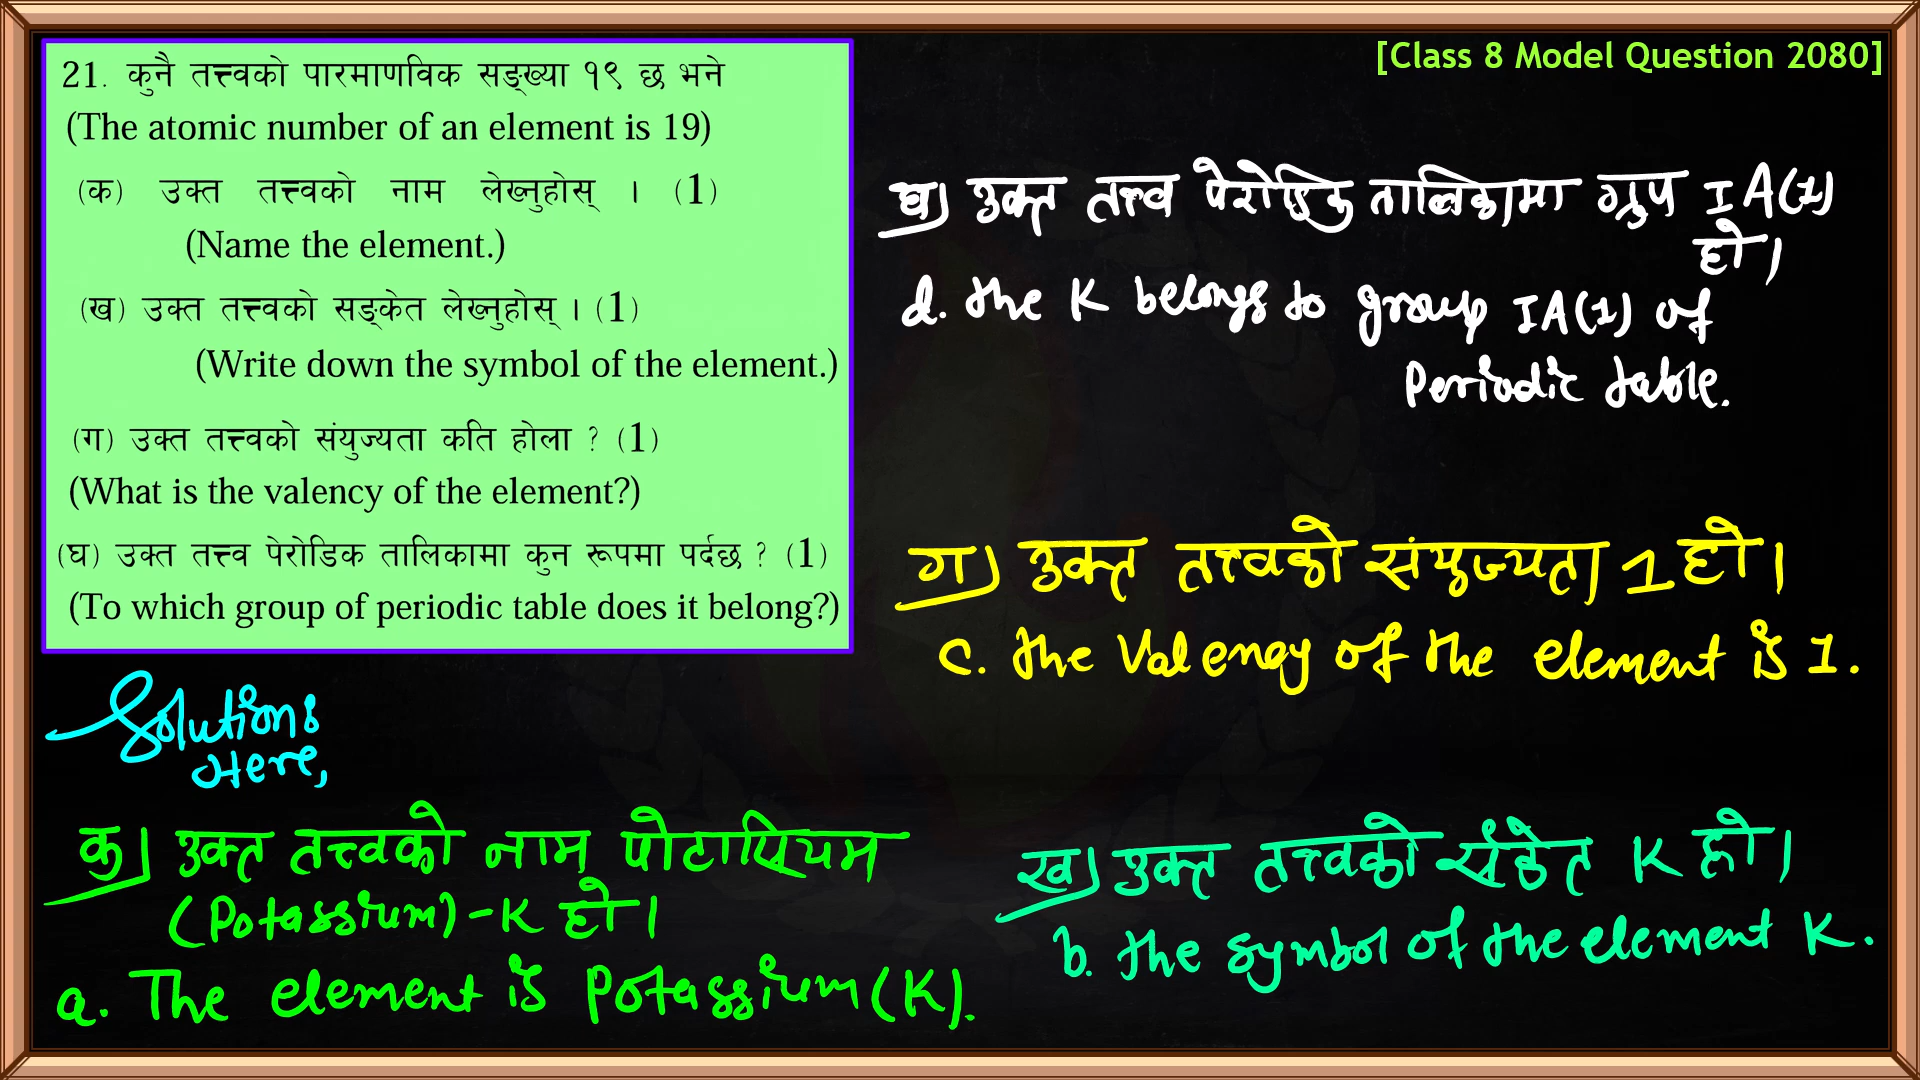 [Class 8 Model Question 2080]
21. कुनै तत्त्वको पारमाणविक सङ्ख्या १९ छ भने
(The atomic number of an element is 19)
(क) उक्त तत्त्वको नाम लेख्नुहोस् । (1)
(Name the element.)
(ख) उक्त तत्त्वको सङ्केत लेख्नुहोस् । (1)
(Write down the symbol of the element.)
(ग) उक्त तत्त्वको संयुज्यता कति होला ? (1)
(What is the valency of the element?)
(घ) उक्त तत्त्व पेरोडिक तालिकामा कुन रूपमा पर्दछ ? (1)
(To which group of periodic table does it belong?)
Solutions
Here,
क) उक्त तत्त्वको नाम पोटासियम
(Potassium)-K हो।
a. The element is Potassium (K).
ख) उक्त तत्त्वको संकेत K हो।
b. the symbol of the element K.
ग) उक्त तत्त्वको संयुज्यता 1 हो।
c. the Valency of the element is 1.
घ) उक्त तत्त्व पेरोडिक तालिकामा ग्रुप IA(1)
हो।
d. the K belongs to group IA(1) of
Periodic table.